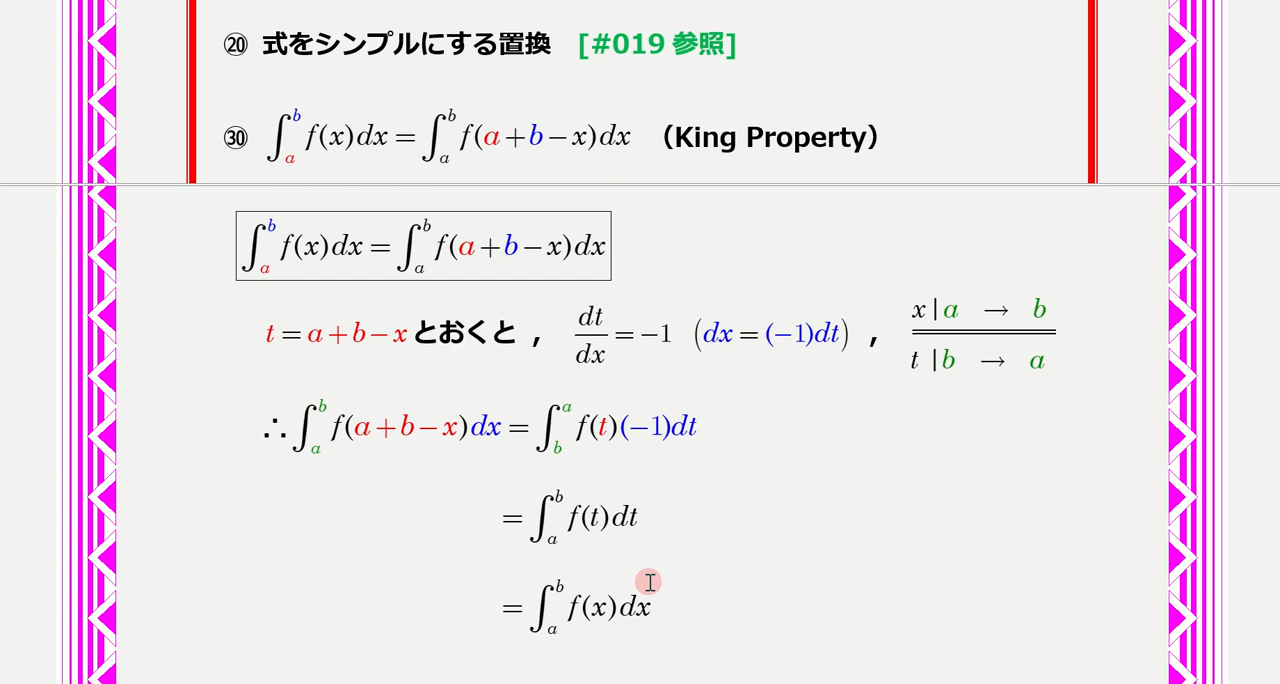 ⑳ 式をシンプルにする置換 [#019 参照]
㉚ ∫_a^b f(x)dx = ∫_a^b f(a+b−x)dx （King Property）
∫_a^b f(x)dx = ∫_a^b f(a+b−x)dx
t = a+b−x とおくと， dt/dx = −1 (dx = (−1)dt)， x | a → b
t | b → a
∴ ∫_a^b f(a+b−x)dx = ∫_b^a f(t)(−1)dt
= ∫_a^b f(t)dt
= ∫_a^b f(x)dx